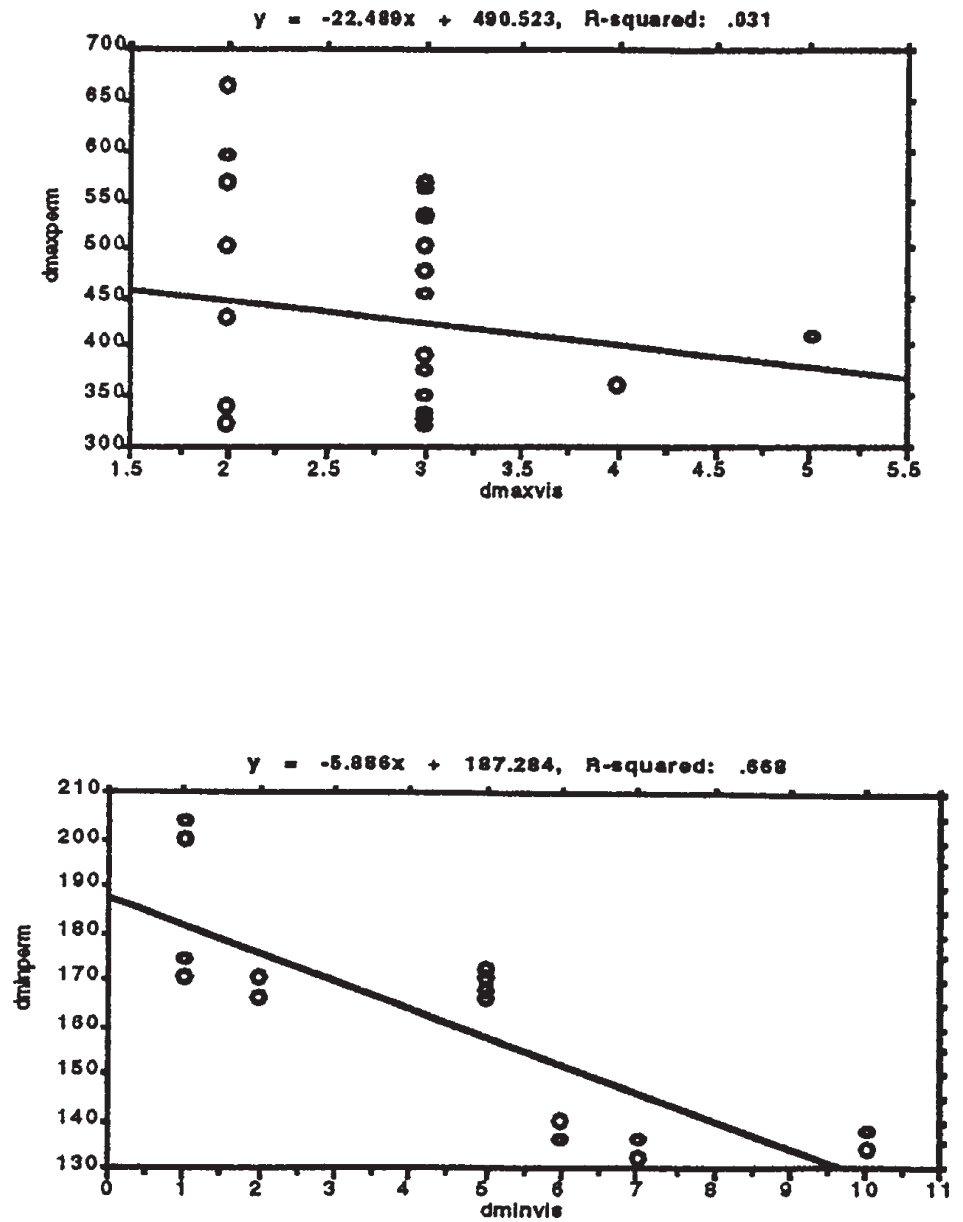 y = -22.489x + 490.523, R-squared: .031
700
650
600
550
500
450
400
350
300
dmaxperm
1.5 2 2.5 3 3.5 4 4.5 5 5.5
dmaxvis
y = -5.886x + 187.284, R-squared: .668
210
200
190
180
170
160
150
140
130
dminperm
0 1 2 3 4 5 6 7 8 9 10 11
dminvis